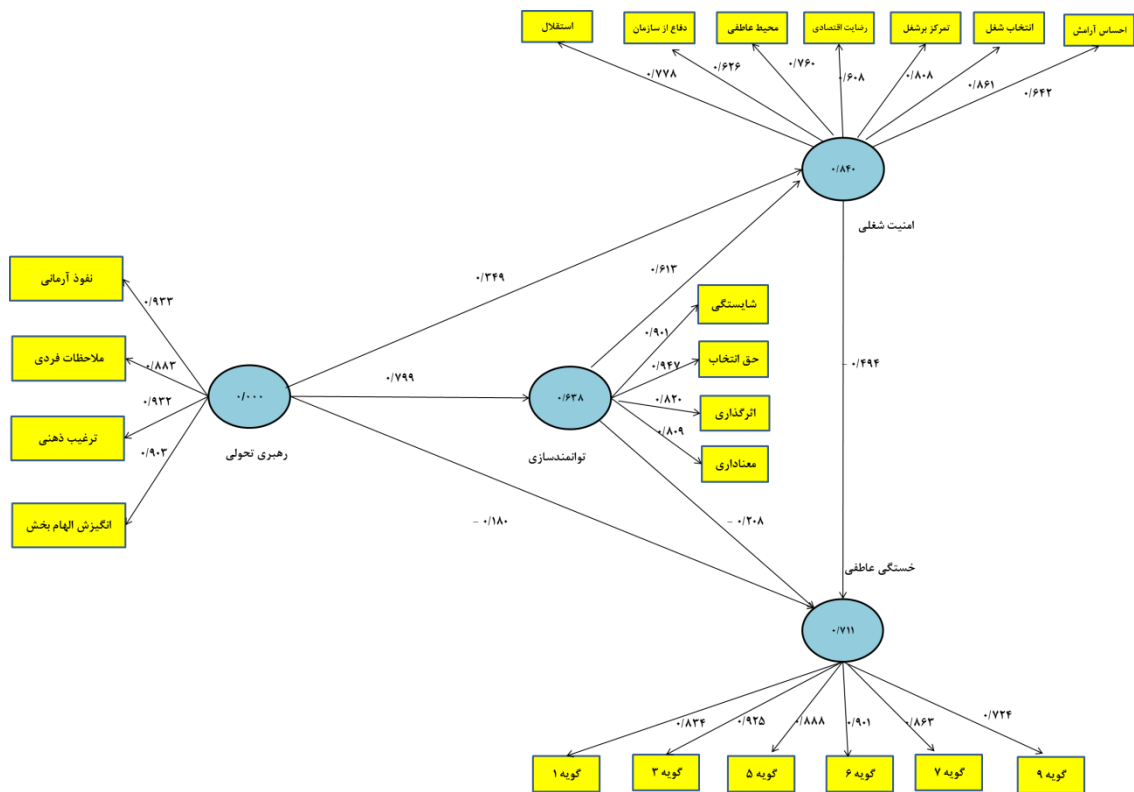 استقلال
دفاع از سازمان
محیط عاطفی
رضایت اقتصادی
تمرکز برشغل
انتخاب شغل
احساس آرامش
۰/۷۷۸
۰/۶۲۶
۰/۷۶۰
۰/۶۰۸
۰/۸۰۸
۰/۸۶۱
۰/۶۴۲
۰/۸۴۰
امنیت شغلی
نفوذ آرمانی
ملاحظات فردی
ترغیب ذهنی
انگیزش الهام بخش
۰/۹۳۳
۰/۸۸۳
۰/۹۳۲
۰/۹۰۳
۰/۰۰۰
رهبری تحولی
۰/۳۴۹
۰/۷۹۹
– ۰/۱۸۰
۰/۶۱۳
۰/۶۳۸
توانمندسازی
شایستگی
حق انتخاب
اثرگذاری
معناداری
۰/۹۰۱
۰/۹۴۷
۰/۸۲۰
۰/۸۰۹
– ۰/۲۰۸
– ۰/۴۹۴
خستگی عاطفی
۰/۷۱۱
۰/۸۳۴
۰/۹۲۵
۰/۸۸۸
۰/۹۰۱
۰/۸۶۳
۰/۷۲۴
گویه ۱
گویه ۳
گویه ۵
گویه ۶
گویه ۷
گویه ۹